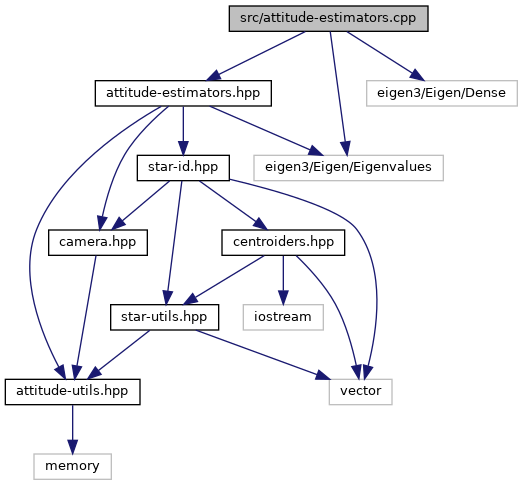 src/attitude-estimators.cpp
attitude-estimators.hpp
eigen3/Eigen/Dense
star-id.hpp
eigen3/Eigen/Eigenvalues
camera.hpp
centroiders.hpp
star-utils.hpp
iostream
attitude-utils.hpp
vector
memory